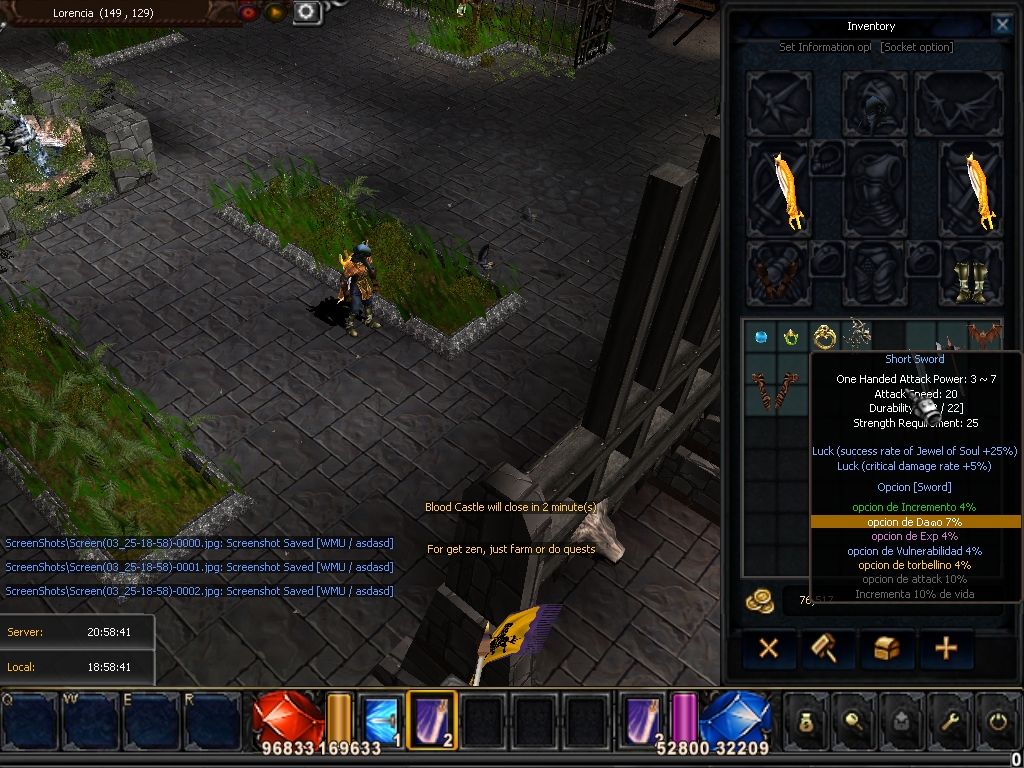 Lorencia (149 , 129)
Inventory
Set Information opt [Socket option]
Short Sword
One Handed Attack Power: 3 ~ 7
Attack Speed: 20
Durability / 22]
Strength Requirement: 25
Luck (success rate of Jewel of Soul +25%)
Luck (critical damage rate +5%)
Opcion [Sword]
opcion de Incremento 4%
opcion de Damo 7%
opcion de Exp 4%
opcion de Vulnerabilidad 4%
opcion de torbellino 4%
opcion de attack 10%
Incrementa 10% de vida
76,517
Blood Castle will close in 2 minute(s)
For get zen, just farm or do quests
ScreenShots\Screen(03_25-18-58)-0000.jpg: Screenshot Saved [WMU / asdasd]
ScreenShots\Screen(03_25-18-58)-0001.jpg: Screenshot Saved [WMU / asdasd]
ScreenShots\Screen(03_25-18-58)-0002.jpg: Screenshot Saved [WMU / asdasd]
Server: 20:58:41
Local: 18:58:41
Q W E R
1 2 2
96833 169633 52800 32209
0